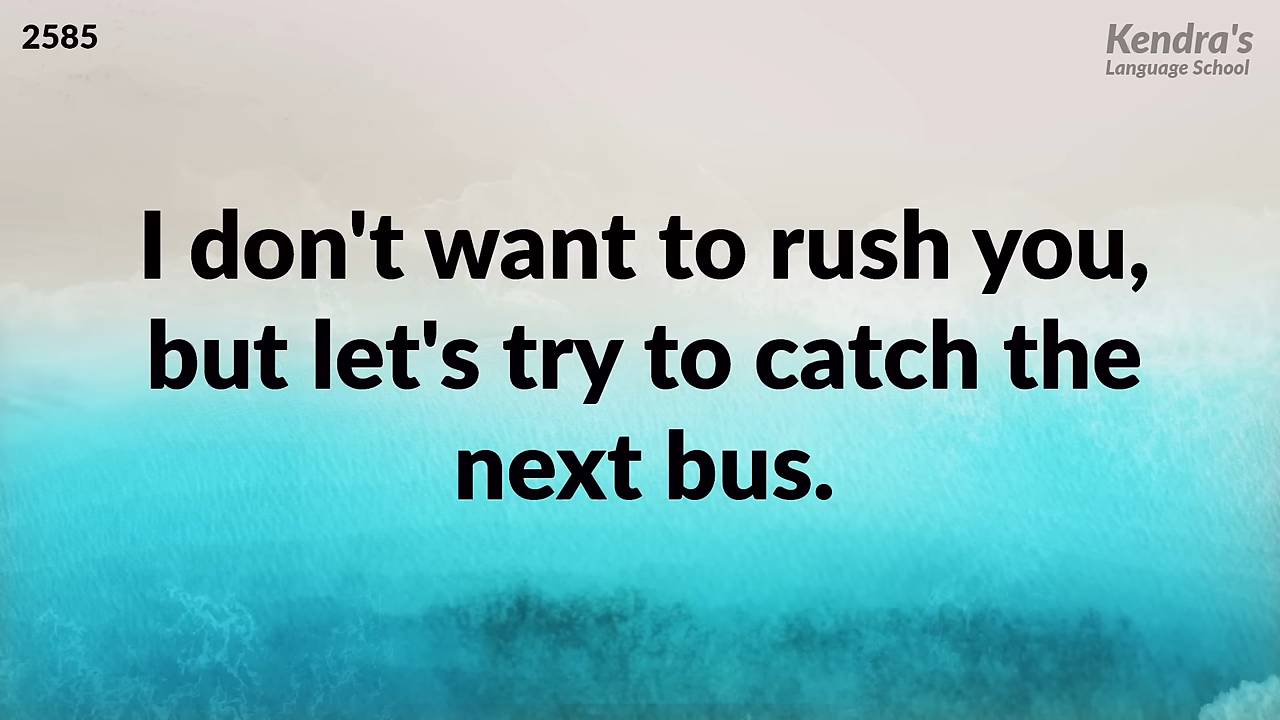 2585
Kendra's
Language School
I don't want to rush you,
but let's try to catch the
next bus.